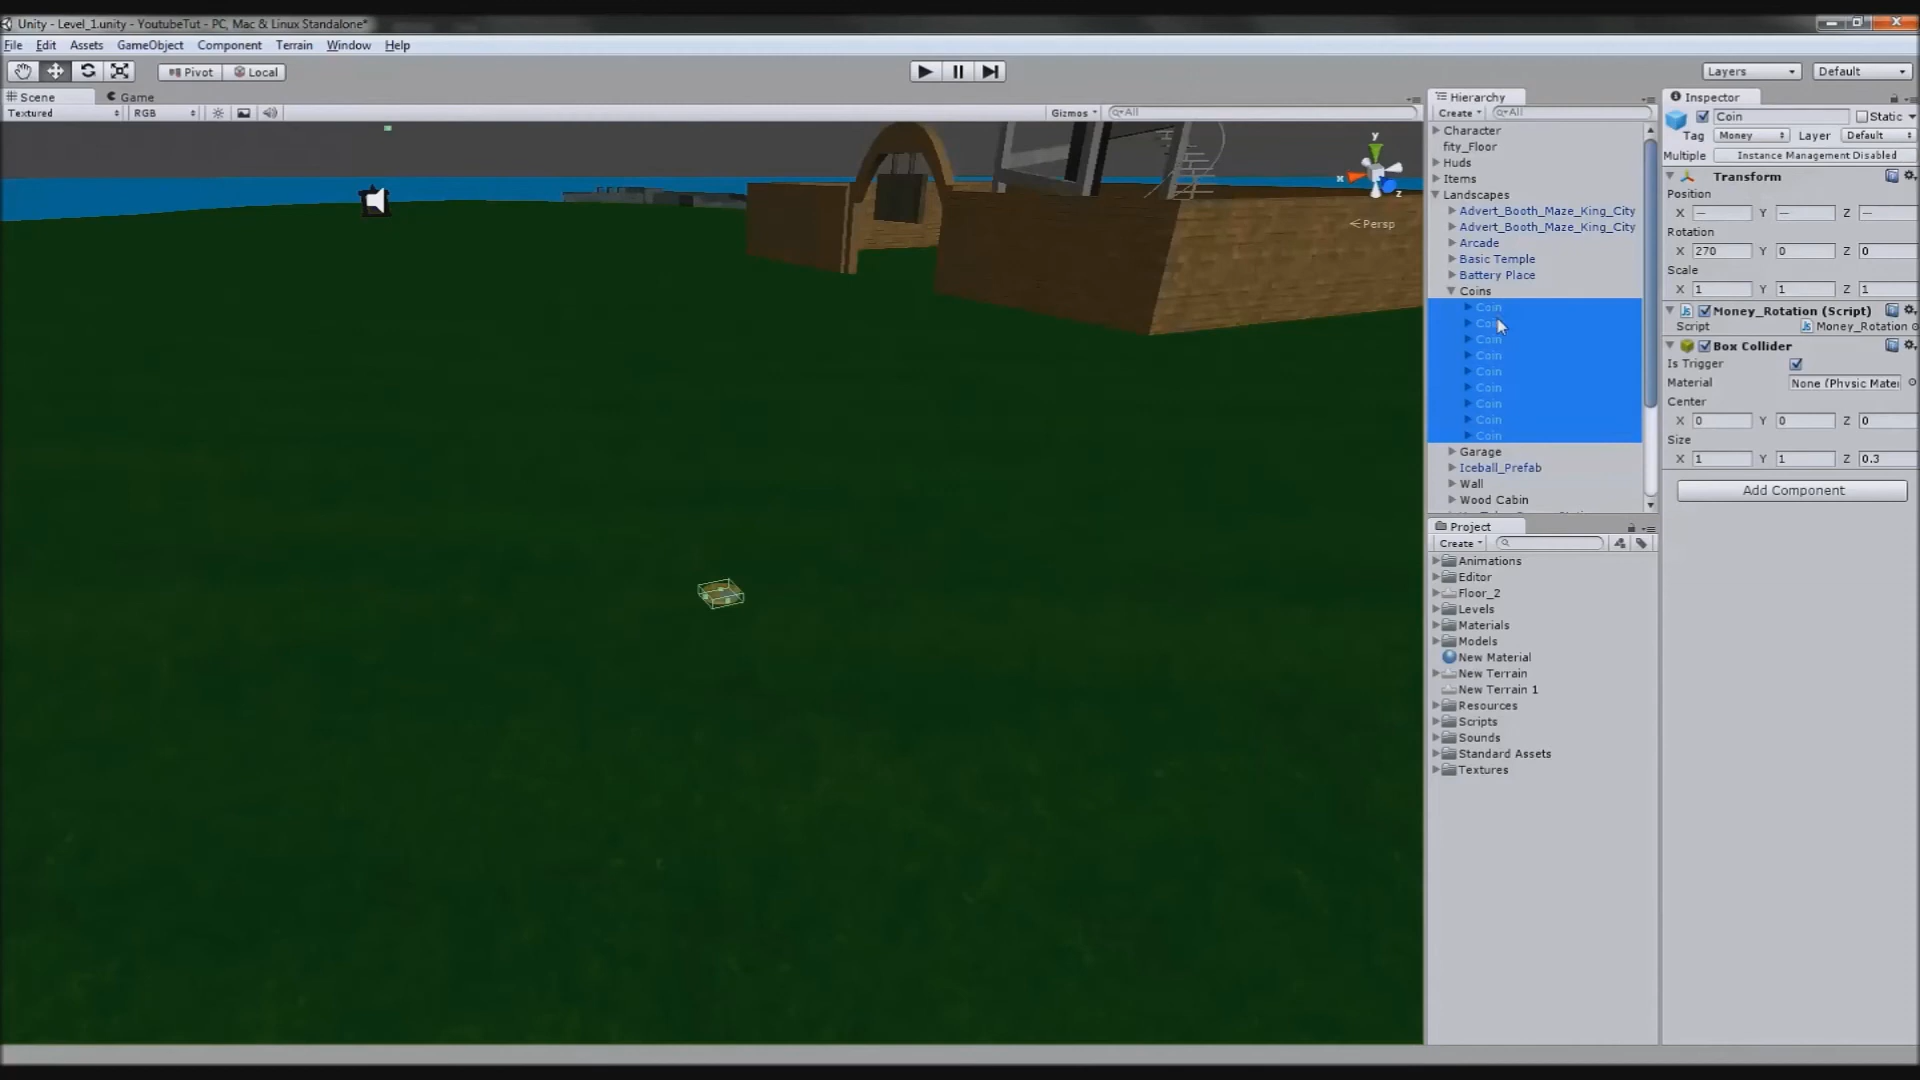 Unity - Level_1.unity - YoutubeTut - PC, Mac & Linux Standalone*
File Edit Assets GameObject Component Terrain Window Help
Pivot Local Layers Default
Scene Game
Textured RGB Gizmos All
y
x
z
Persp
Hierarchy
Create All
Character
fity_Floor
Huds
Items
Landscapes
Advert_Booth_Maze_King_City
Advert_Booth_Maze_King_City
Arcade
Basic Temple
Battery Place
Coins
Coin
Coin
Coin
Coin
Coin
Coin
Coin
Coin
Coin
Garage
Iceball_Prefab
Wall
Wood Cabin
Project
Create
Animations
Editor
Floor_2
Levels
Materials
Models
New Material
New Terrain
New Terrain 1
Resources
Scripts
Sounds
Standard Assets
Textures
Inspector
Coin Static
Tag Money Layer Default
Multiple Instance Management Disabled
Transform
Position
X — Y — Z —
Rotation
X 270 Y 0 Z 0
Scale
X 1 Y 1 Z 1
Money_Rotation (Script)
Script Money_Rotation
Box Collider
Is Trigger
Material None (Physic Mater
Center
X 0 Y 0 Z 0
Size
X 1 Y 1 Z 0.3
Add Component